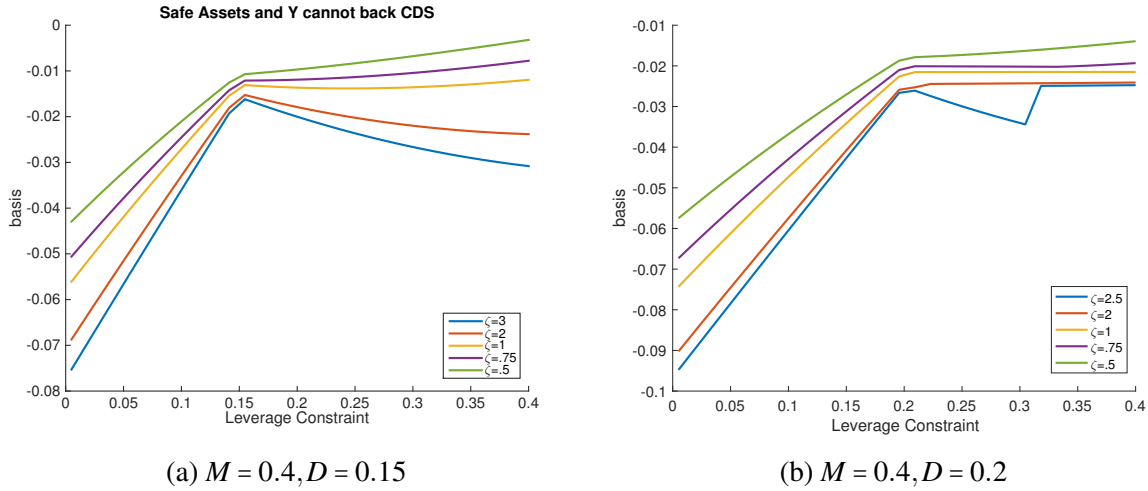 Safe Assets and Y cannot back CDS
0
-0.01
-0.02
-0.03
-0.04
-0.05
-0.06
-0.07
-0.08
basis
0 0.05 0.1 0.15 0.2 0.25 0.3 0.35 0.4
Leverage Constraint
ζ=3
ζ=2
ζ=1
ζ=.75
ζ=.5
(a) M = 0.4, D = 0.15
-0.01
-0.02
-0.03
-0.04
-0.05
-0.06
-0.07
-0.08
-0.09
-0.1
basis
0 0.05 0.1 0.15 0.2 0.25 0.3 0.35 0.4
Leverage Constraint
ζ=2.5
ζ=2
ζ=1
ζ=.75
ζ=.5
(b) M = 0.4, D = 0.2